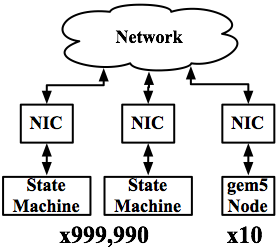 Network
NIC
NIC
NIC
State
Machine
State
Machine
gem5
Node
x999,990
x10